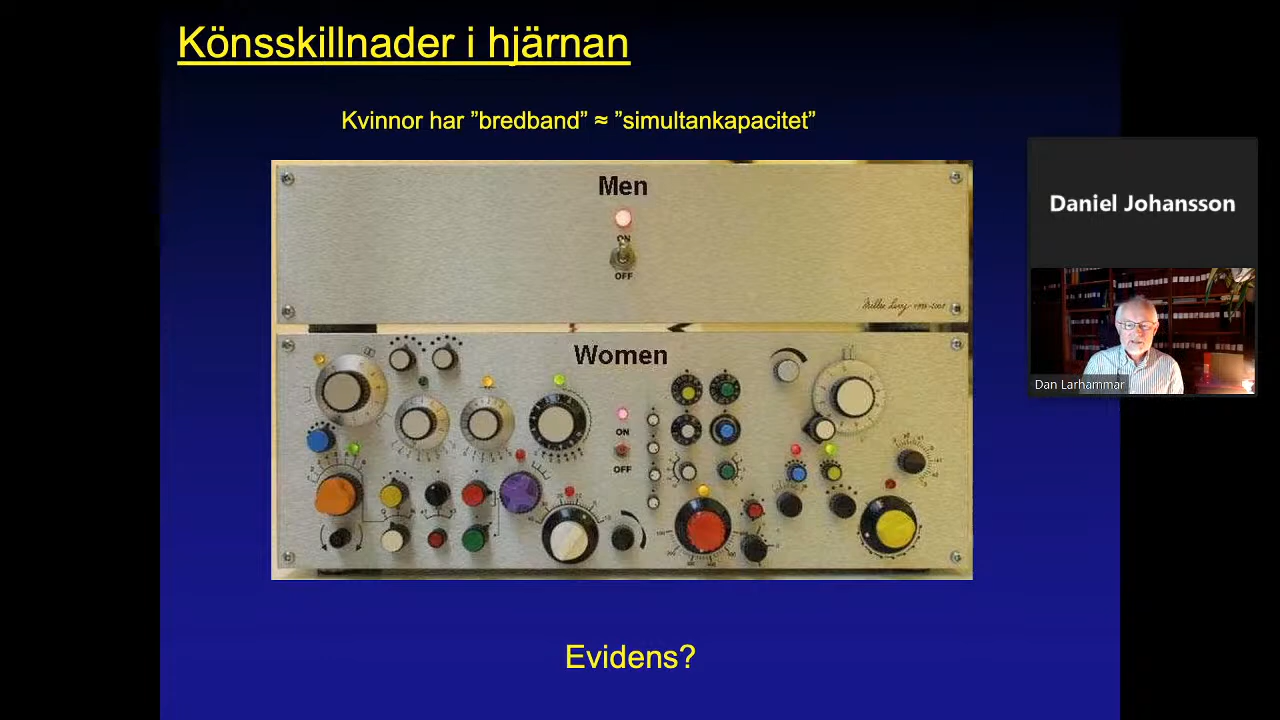 Könsskillnader i hjärnan
Kvinnor har ”bredband” ≈ ”simultankapacitet”
Men
ON
OFF
Women
ON
OFF
Evidens?
Daniel Johansson
Dan Larhammar